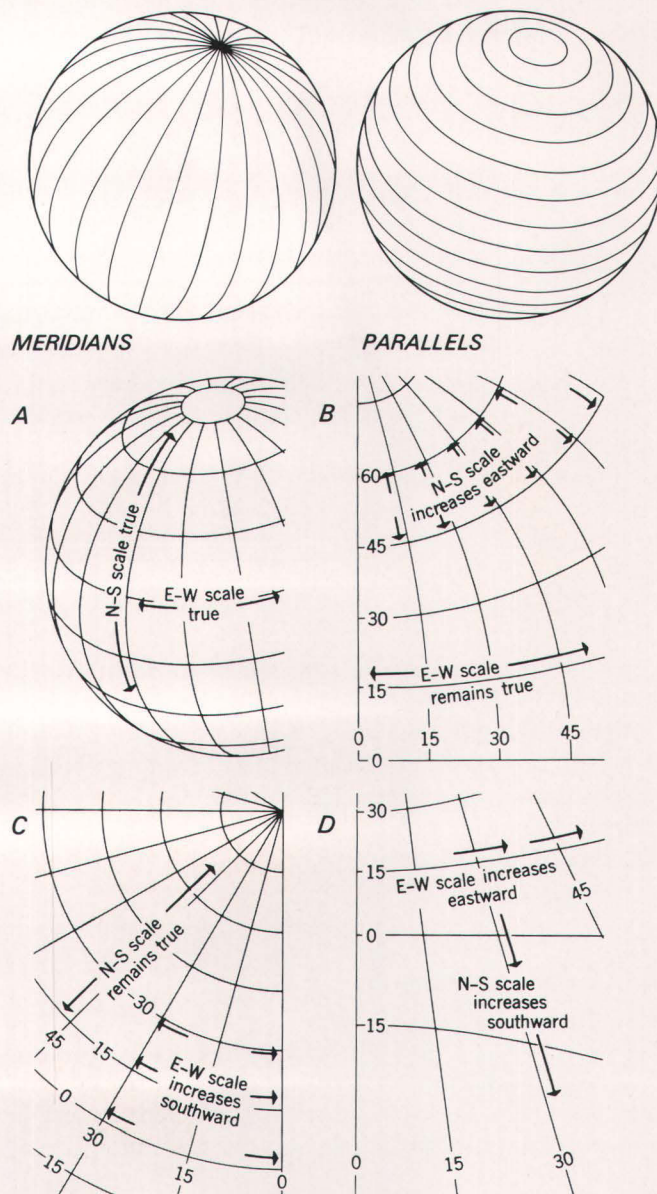 MERIDIANS
PARALLELS
A
N–S scale true
E–W scale
true
B
60
45
30
15
0
N–S scale
increases eastward
E–W scale
remains true
0
15
30
45
C
N–S scale
remains true
30
15
0
-15
E–W scale
increases
southward
45
30
15
0
D
30
15
0
15
E–W scale increases
eastward
45
N–S scale
increases
southward
0
15
30